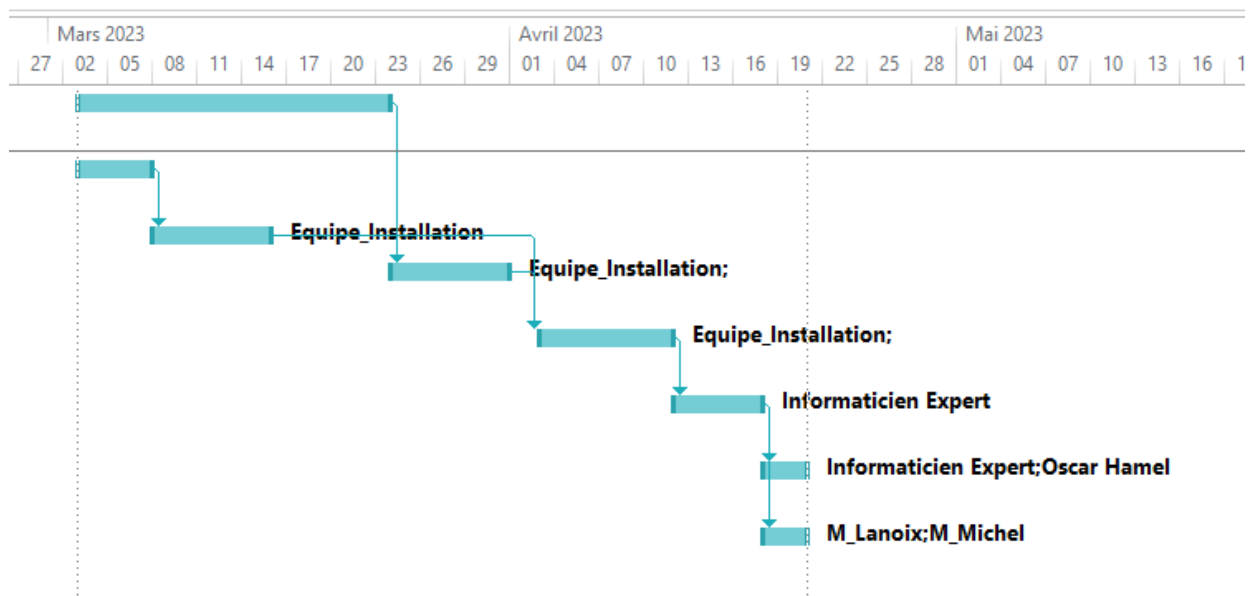 Mars 2023 Avril 2023 Mai 2023
27 02 05 08 11 14 17 20 23 26 29 01 04 07 10 13 16 19 22 25 28 01 04 07 10 13 16
Equipe_Installation
Equipe_Installation;
Equipe_Installation;
Informaticien Expert
Informaticien Expert;Oscar Hamel
M_Lanoix;M_Michel